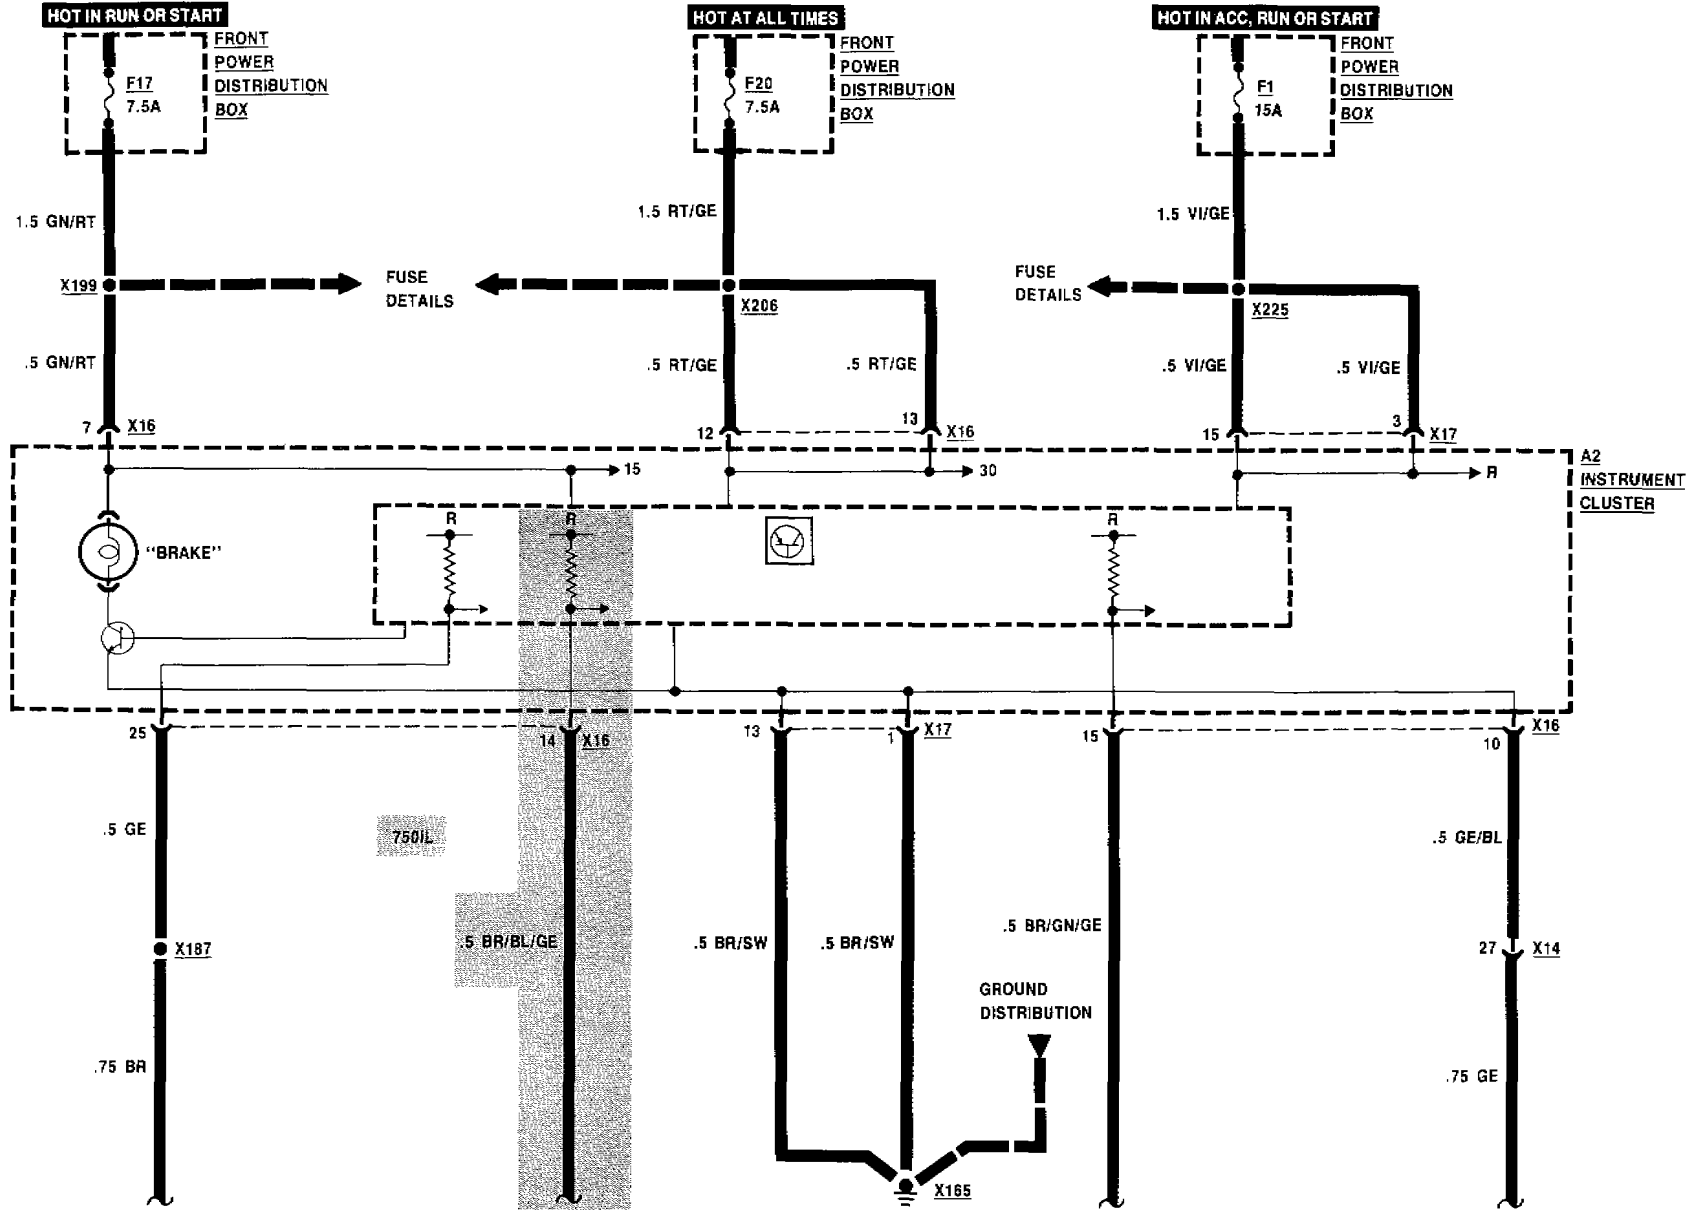 HOT IN RUN OR START
HOT AT ALL TIMES
HOT IN ACC, RUN OR START
FRONT
POWER
DISTRIBUTION
BOX
F17
7.5A
FRONT
POWER
DISTRIBUTION
BOX
F20
7.5A
FRONT
POWER
DISTRIBUTION
BOX
F1
15A
1.5 GN/RT
1.5 RT/GE
1.5 VI/GE
X199
FUSE
DETAILS
X206
FUSE
DETAILS
X225
.5 GN/RT
.5 RT/GE
.5 RT/GE
.5 VI/GE
.5 VI/GE
7
X16
12
13
X16
15
3
X17
15
30
R
A2
INSTRUMENT
CLUSTER
R
R
R
"BRAKE"
25
14
X16
13
1
X17
15
10
X16
.5 GE
750IL
.5 GE/BL
X187
.5 BR/BL/GE
.5 BR/SW
.5 BR/SW
.5 BR/GN/GE
27
X14
GROUND
DISTRIBUTION
.75 BR
.75 GE
X165